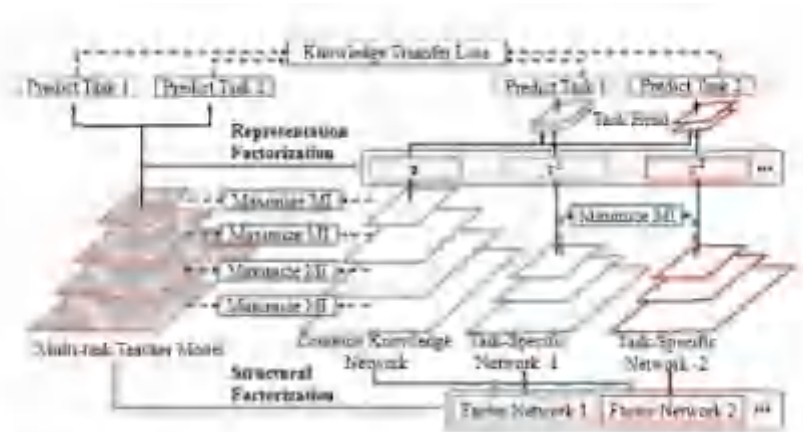 Knowledge Transfer Loss
Predict Task 1
Predict Task 2
Predict Task 1
Predict Task 2
Task Head
Representation
Factorization
Maximize MI
Maximize MI
Maximize MI
Maximize MI
Multi-task Teacher Model
Common Knowledge
Network
Task-Specific
Network -1
Task-Specific
Network -2
Structural
Factorization
Factor Network 1
Factor Network 2
...